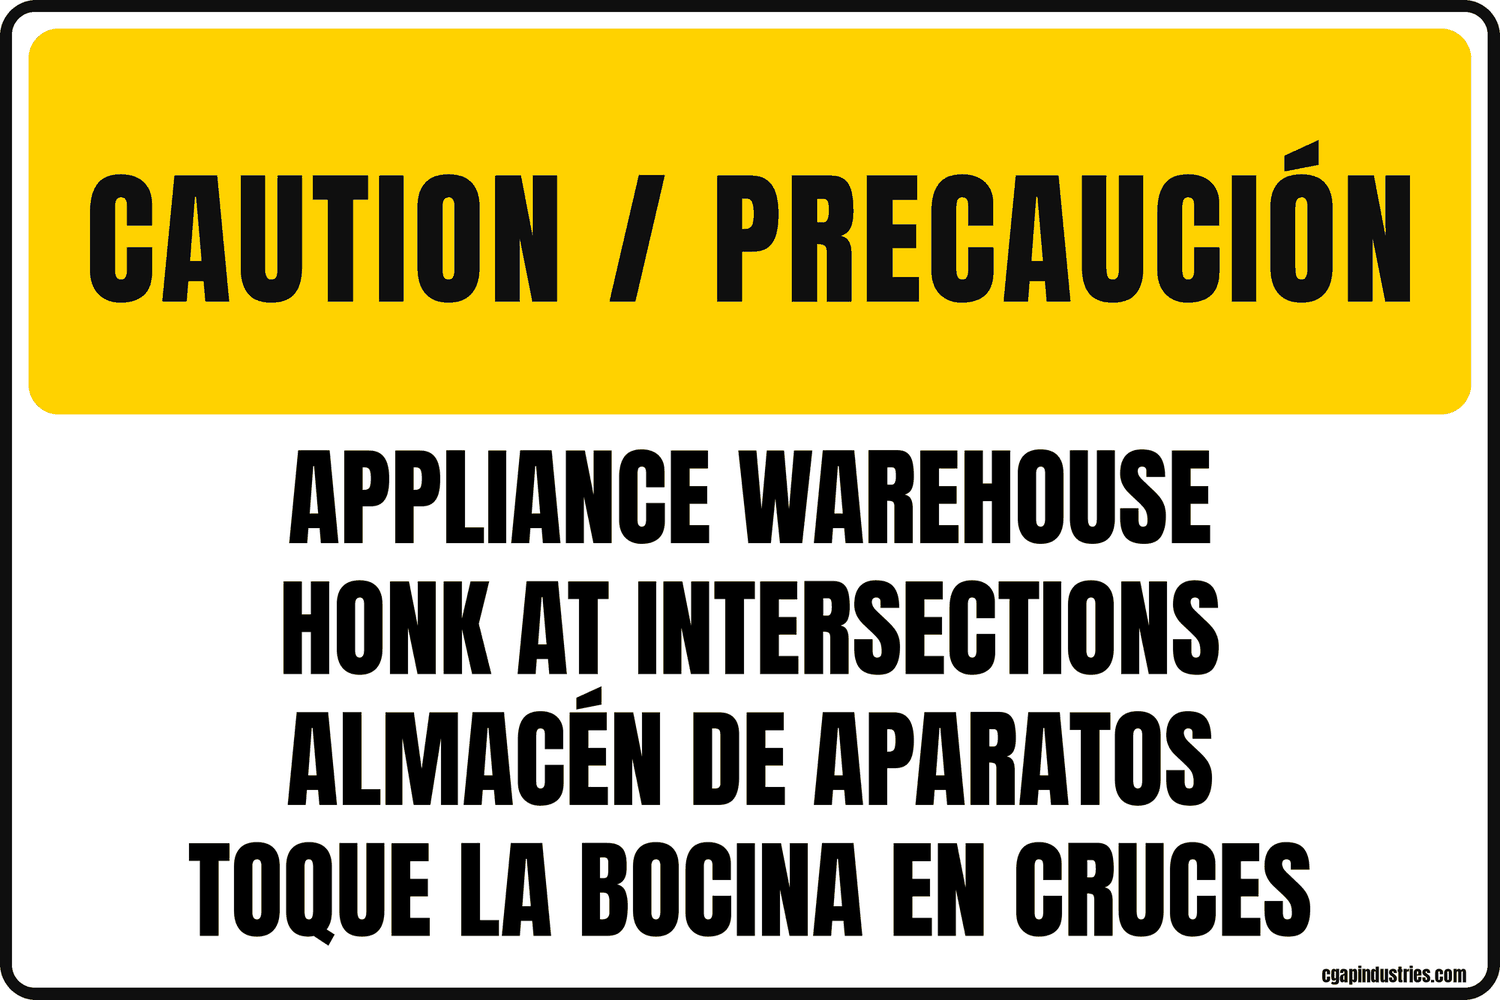 CAUTION / PRECAUCIÓN
APPLIANCE WAREHOUSE
HONK AT INTERSECTIONS
ALMACÉN DE APARATOS
TOQUE LA BOCINA EN CRUCES
cgapindustries.com